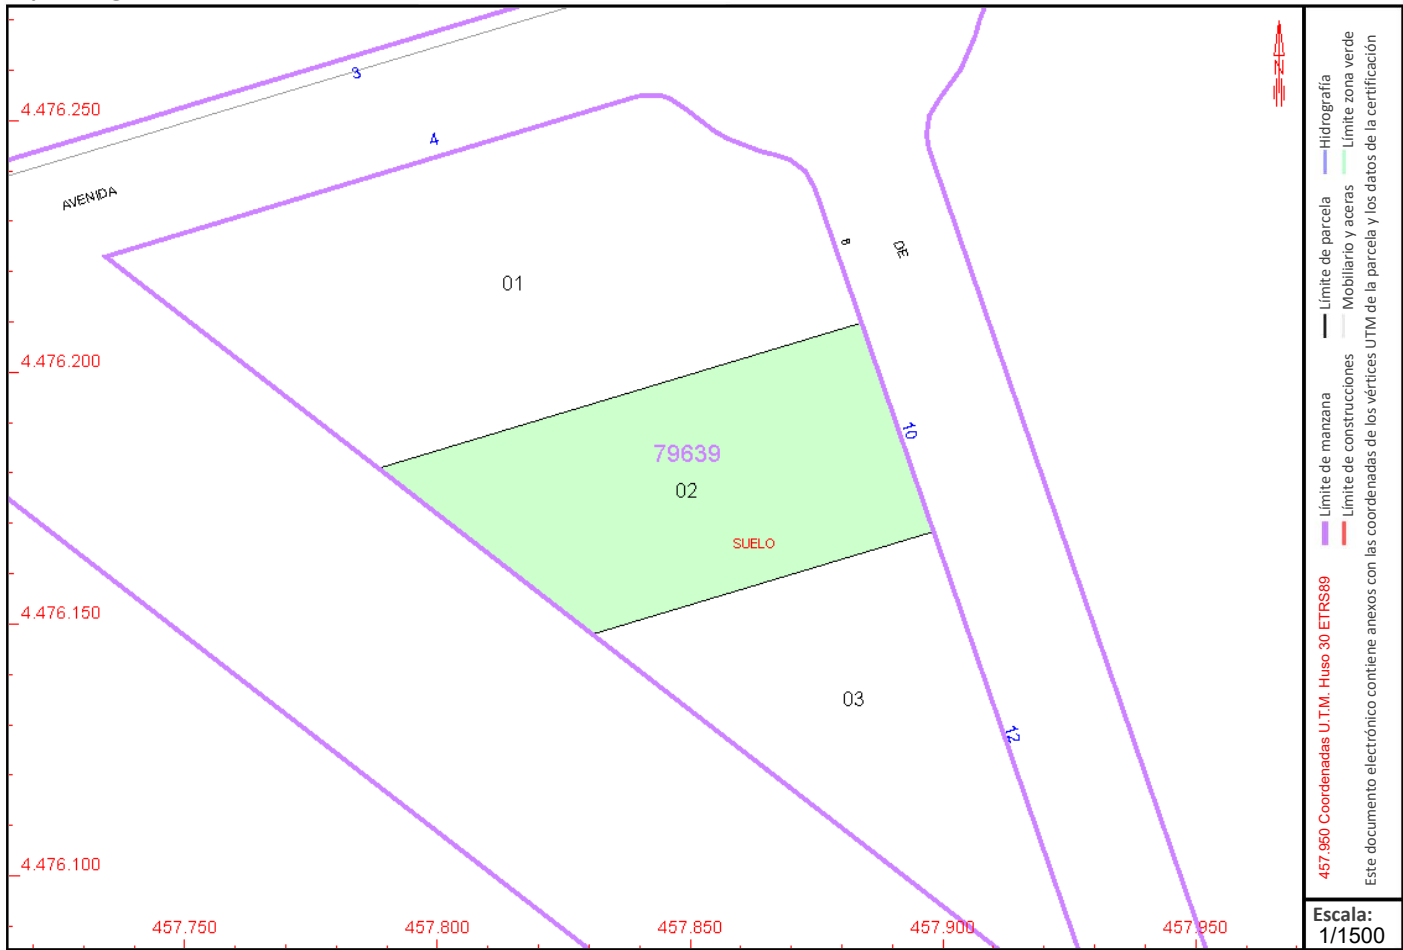 3
4.476.250
4
AVENIDA
8
DE
01
4.476.200
10
79639
02
SUELO
4.476.150
03
12
4.476.100
457.750
457.800
457.850
457.900
457.950
N
Hidrografía
Límite zona verde
Límite de parcela
Mobiliario y aceras
Límite de manzana
Límite de construcciones
457.950 Coordenadas U.T.M. Huso 30 ETRS89
Este documento electrónico contiene anexos con las coordenadas de los vértices UTM de la parcela y los datos de la certificación
Escala:
1/1500